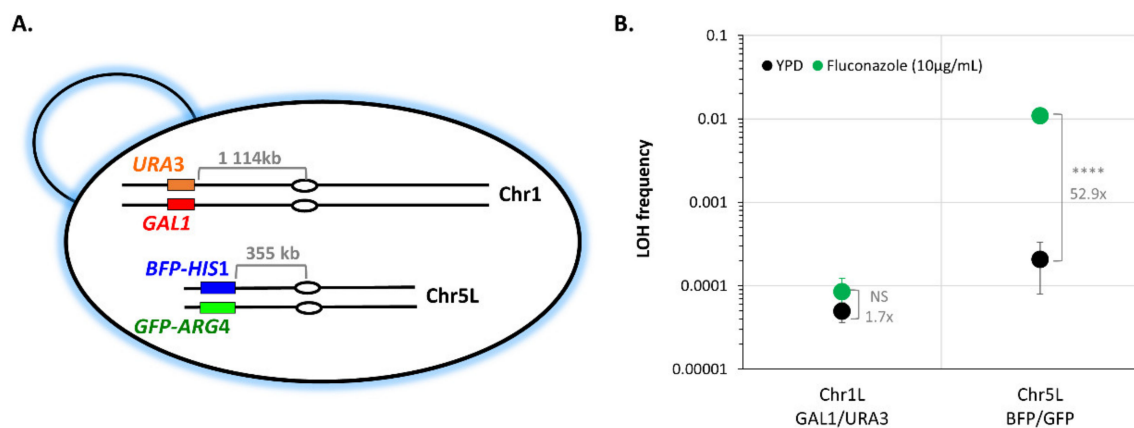 A.
URA3
1 114kb
Chr1
GAL1
BFP-HIS1
355 kb
Chr5L
GFP-ARG4
B.
LOH frequency
0.1
0.01
0.001
0.0001
0.00001
YPD
Fluconazole (10µg/mL)
NS
1.7x
****
52.9x
Chr1L
GAL1/URA3
Chr5L
BFP/GFP